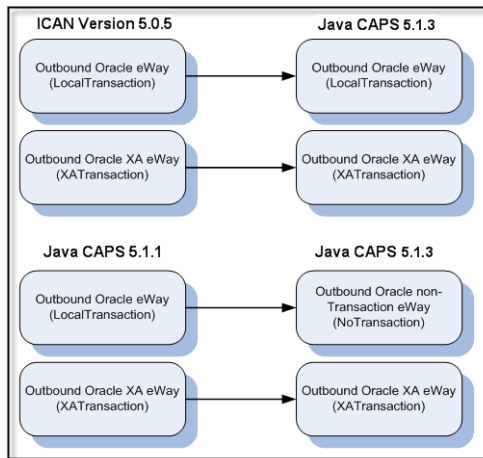 ICAN Version 5.0.5
Java CAPS 5.1.3
Outbound Oracle eWay
(LocalTransaction)
Outbound Oracle eWay
(LocalTransaction)
Outbound Oracle XA eWay
(XATransaction)
Outbound Oracle XA eWay
(XATransaction)
Java CAPS 5.1.1
Java CAPS 5.1.3
Outbound Oracle eWay
(LocalTransaction)
Outbound Oracle non-
Transaction eWay
(NoTransaction)
Outbound Oracle XA eWay
(XATransaction)
Outbound Oracle XA eWay
(XATransaction)